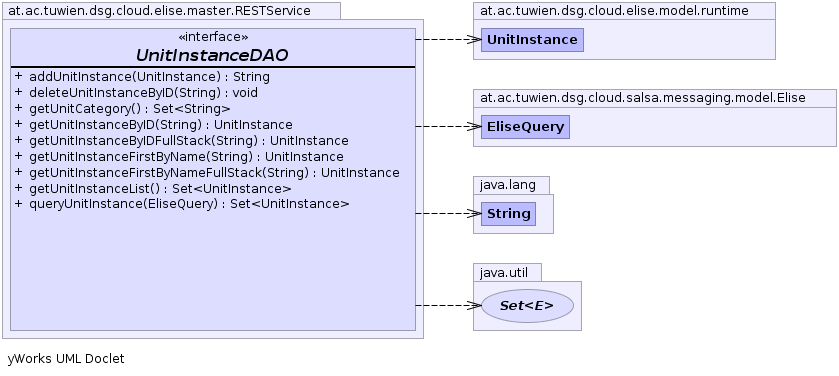 at.ac.tuwien.dsg.cloud.elise.master.RESTService
«interface»
UnitInstanceDAO
+ addUnitInstance(UnitInstance) : String
+ deleteUnitInstanceByID(String) : void
+ getUnitCategory() : Set<String>
+ getUnitInstanceByID(String) : UnitInstance
+ getUnitInstanceByIDFullStack(String) : UnitInstance
+ getUnitInstanceFirstByName(String) : UnitInstance
+ getUnitInstanceFirstByNameFullStack(String) : UnitInstance
+ getUnitInstanceList() : Set<UnitInstance>
+ queryUnitInstance(EliseQuery) : Set<UnitInstance>
at.ac.tuwien.dsg.cloud.elise.model.runtime
UnitInstance
at.ac.tuwien.dsg.cloud.salsa.messaging.model.Elise
EliseQuery
java.lang
String
java.util
Set<E>
yWorks UML Doclet